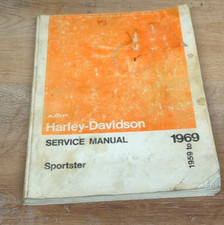 AMF
Harley-Davidson
SERVICE MANUAL
1959 to 1969
Sportster